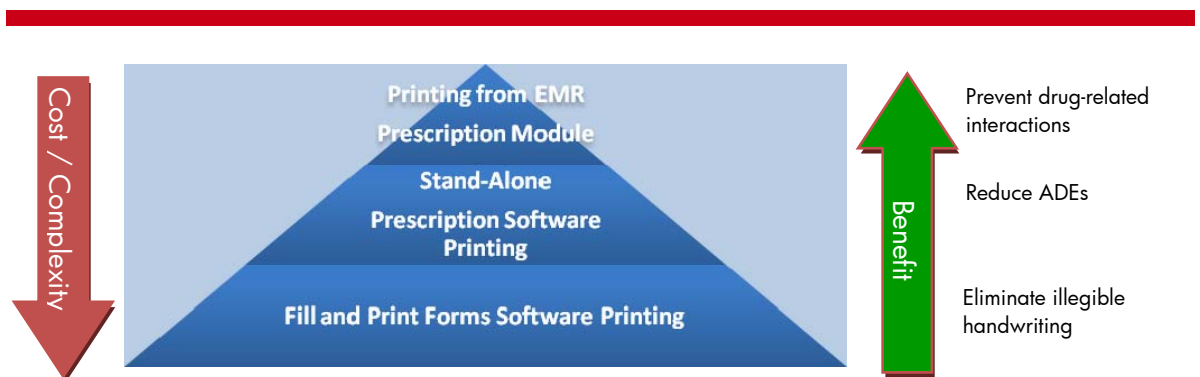 Cost / Complexity
Printing from EMR
Prescription Module
Stand-Alone
Prescription Software
Printing
Fill and Print Forms Software Printing
Benefit
Prevent drug-related
interactions
Reduce ADEs
Eliminate illegible
handwriting